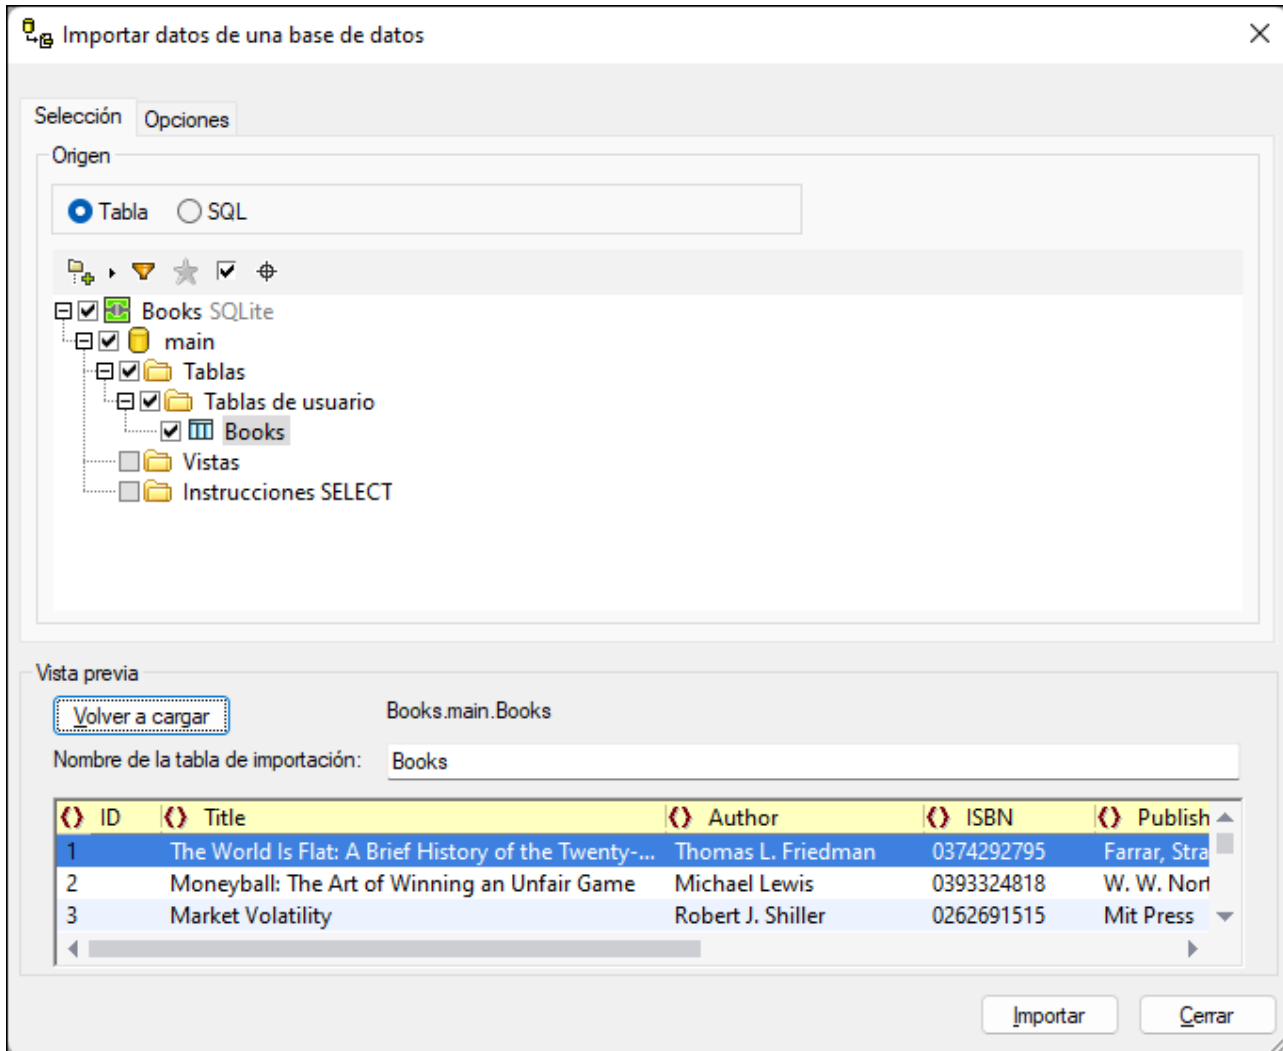 Importar datos de una base de datos
Selección Opciones
Origen
Tabla SQL
Books SQLite
main
Tablas
Tablas de usuario
Books
Vistas
Instrucciones SELECT
Vista previa
Volver a cargar Books.main.Books
Nombre de la tabla de importación: Books
ID Title Author ISBN Publish
1 The World Is Flat: A Brief History of the Twenty-... Thomas L. Friedman 0374292795 Farrar, Stra
2 Moneyball: The Art of Winning an Unfair Game Michael Lewis 0393324818 W. W. Nort
3 Market Volatility Robert J. Shiller 0262691515 Mit Press
Importar Cerrar